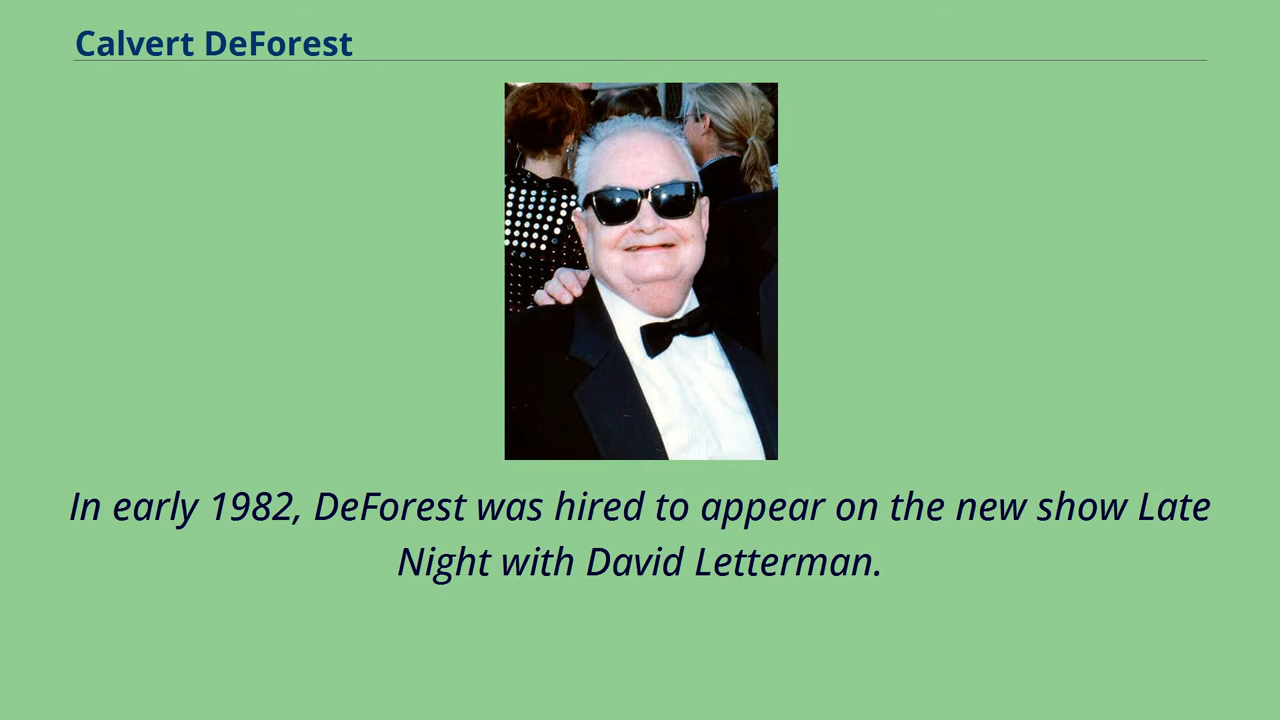 Calvert DeForest
In early 1982, DeForest was hired to appear on the new show Late
Night with David Letterman.